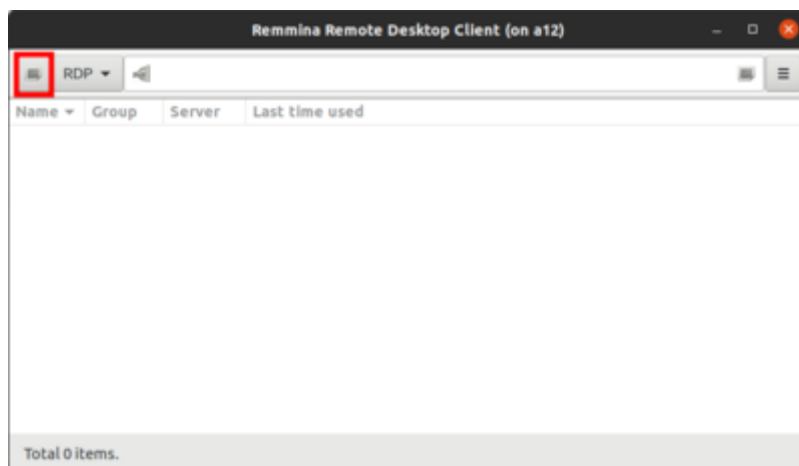 Remmina Remote Desktop Client (on a12)
RDP
Name Group Server Last time used
Total 0 items.